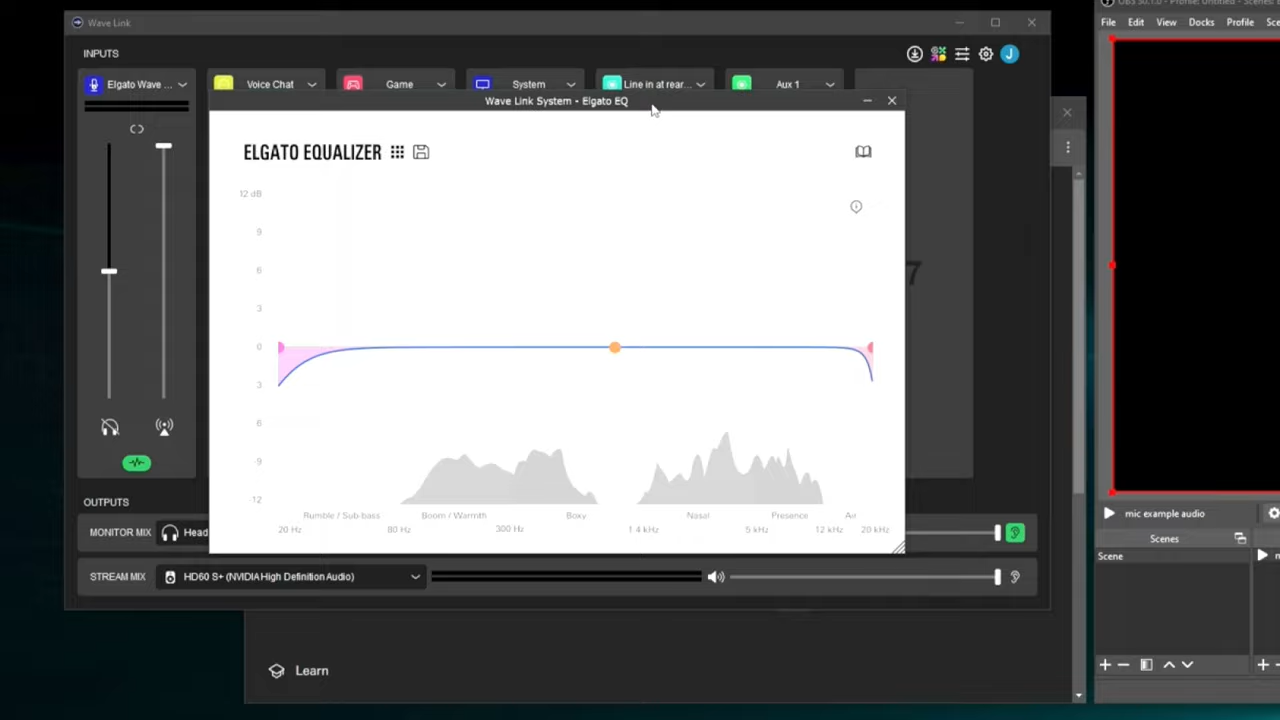 Wave Link
INPUTS
Elgato Wave ...
Voice Chat
Game
System
Line in at rear...
Aux 1
J
Wave Link System - Elgato EQ
ELGATO EQUALIZER
12 dB
9
6
3
0
3
6
-9
12
Rumble / Sub bass
Boom / Warmth
Boxy
Nasal
Presence
Air
20 Hz
80 Hz
300 Hz
1.4 kHz
5 kHz
12 kHz
20 kHz
7
OUTPUTS
MONITOR MIX
Head
STREAM MIX
HD60 S+ (NVIDIA High Definition Audio)
Learn
File
Edit
View
Docks
Profile
Sce
mic example audio
Scenes
Scene